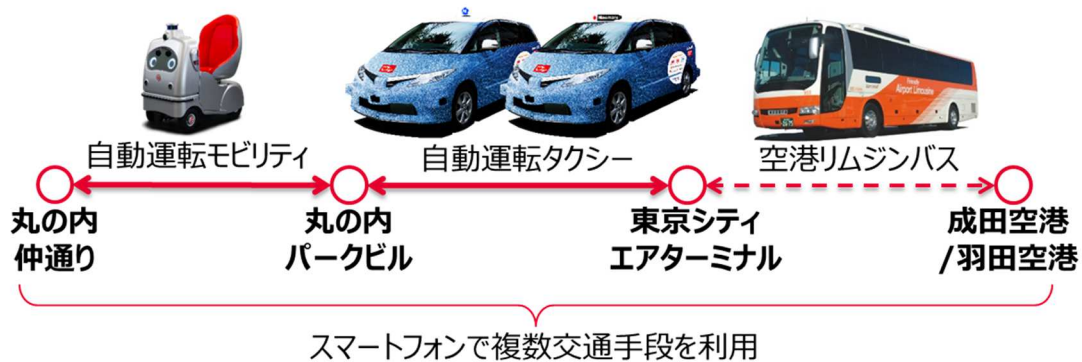 Airport Limousine
自動運転モビリティ
自動運転タクシー
空港リムジンバス
丸の内
仲通り
丸の内
パークビル
東京シティ
エアターミナル
成田空港
/羽田空港
スマートフォンで複数交通手段を利用